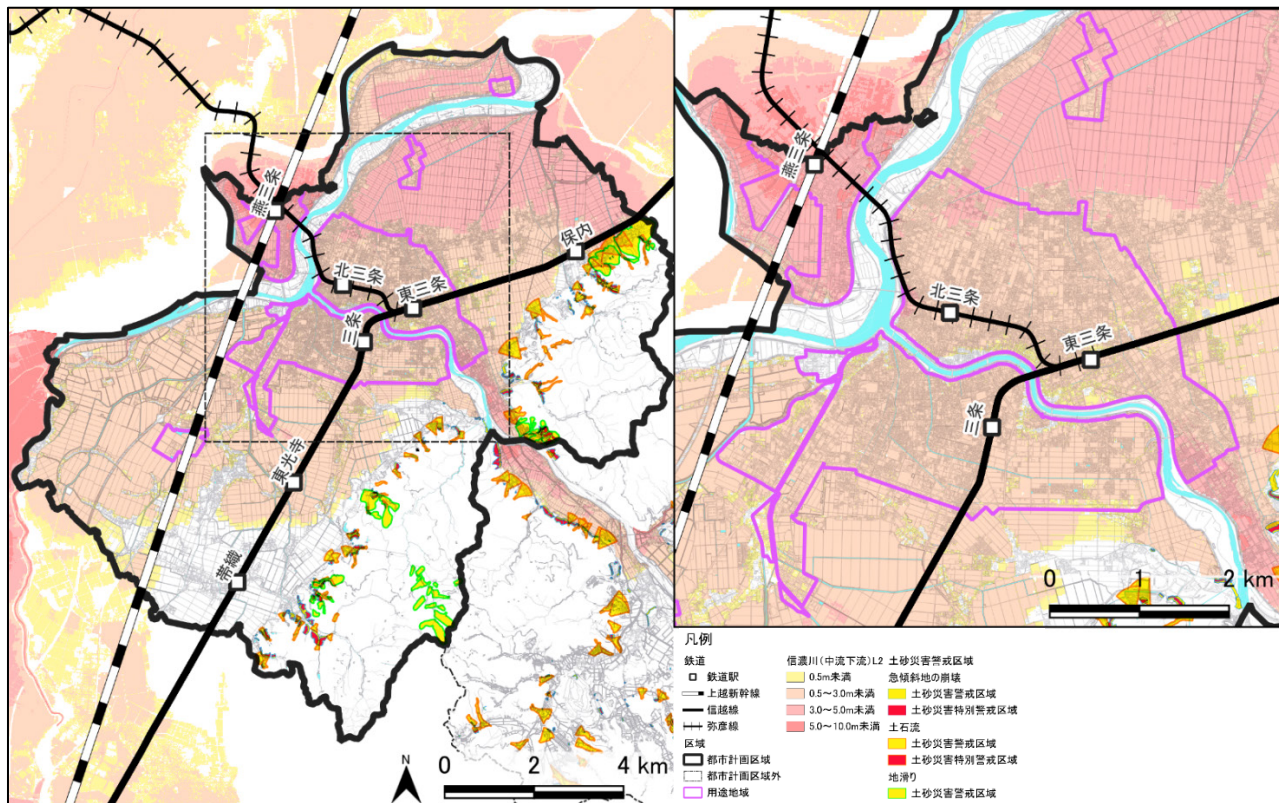 燕三条
北三条
東三条
保内
三条
東光寺
帯織
N
0 2 4 km
燕三条
北三条
東三条
三条
0 1 2 km
凡例
鉄道
鉄道駅
上越新幹線
信越線
弥彦線
区域
都市計画区域
都市計画区域外
用途地域
信濃川(中流下流)L2
0.5m未満
0.5～3.0m未満
3.0～5.0m未満
5.0～10.0m未満
土砂災害警戒区域
急傾斜地の崩壊
土砂災害警戒区域
土砂災害特別警戒区域
土石流
土砂災害警戒区域
土砂災害特別警戒区域
地滑り
土砂災害警戒区域